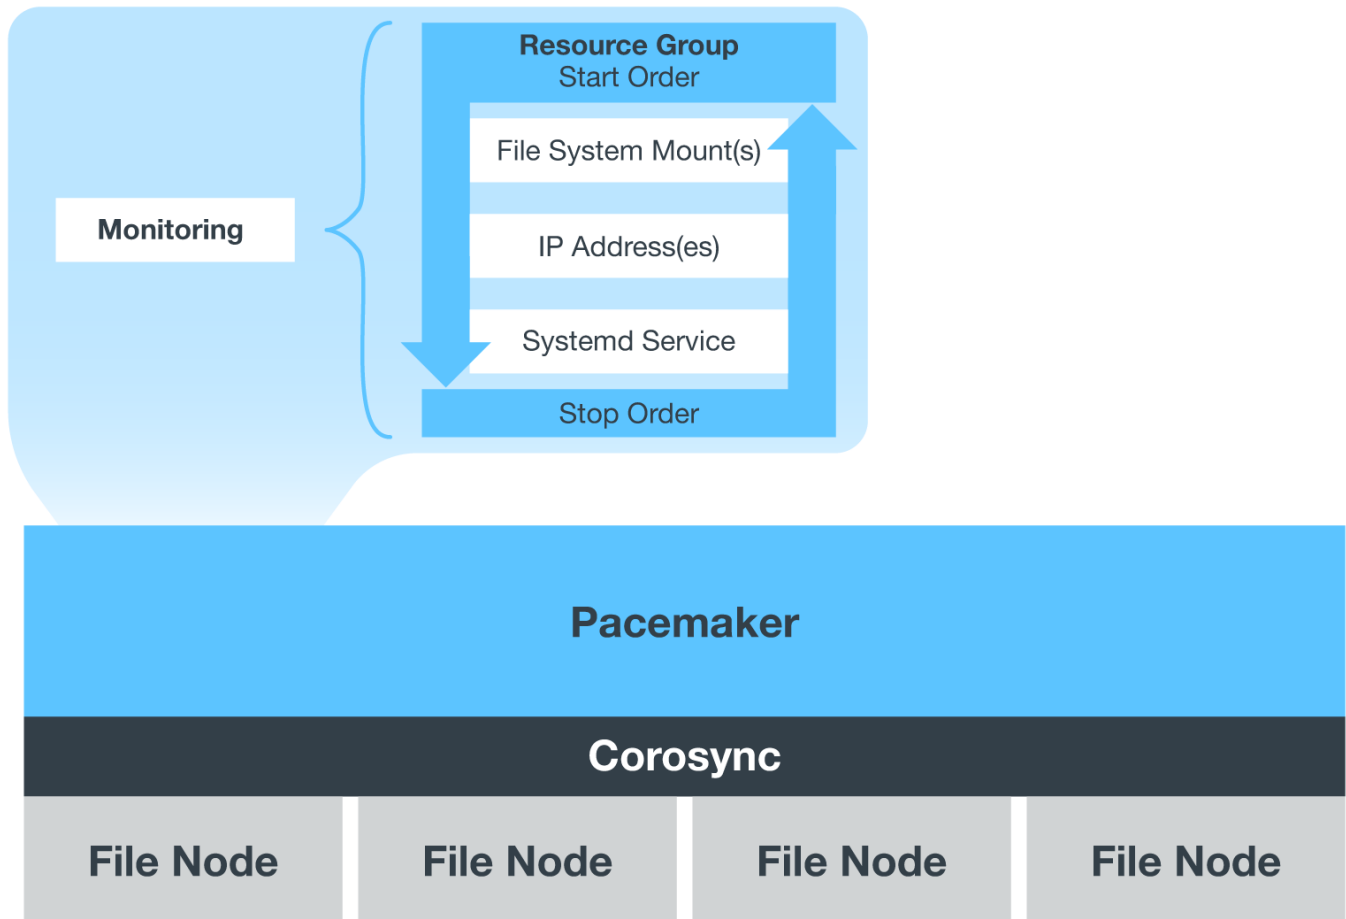 Resource Group
Start Order
File System Mount(s)
Monitoring
IP Address(es)
Systemd Service
Stop Order
Pacemaker
Corosync
File Node
File Node
File Node
File Node